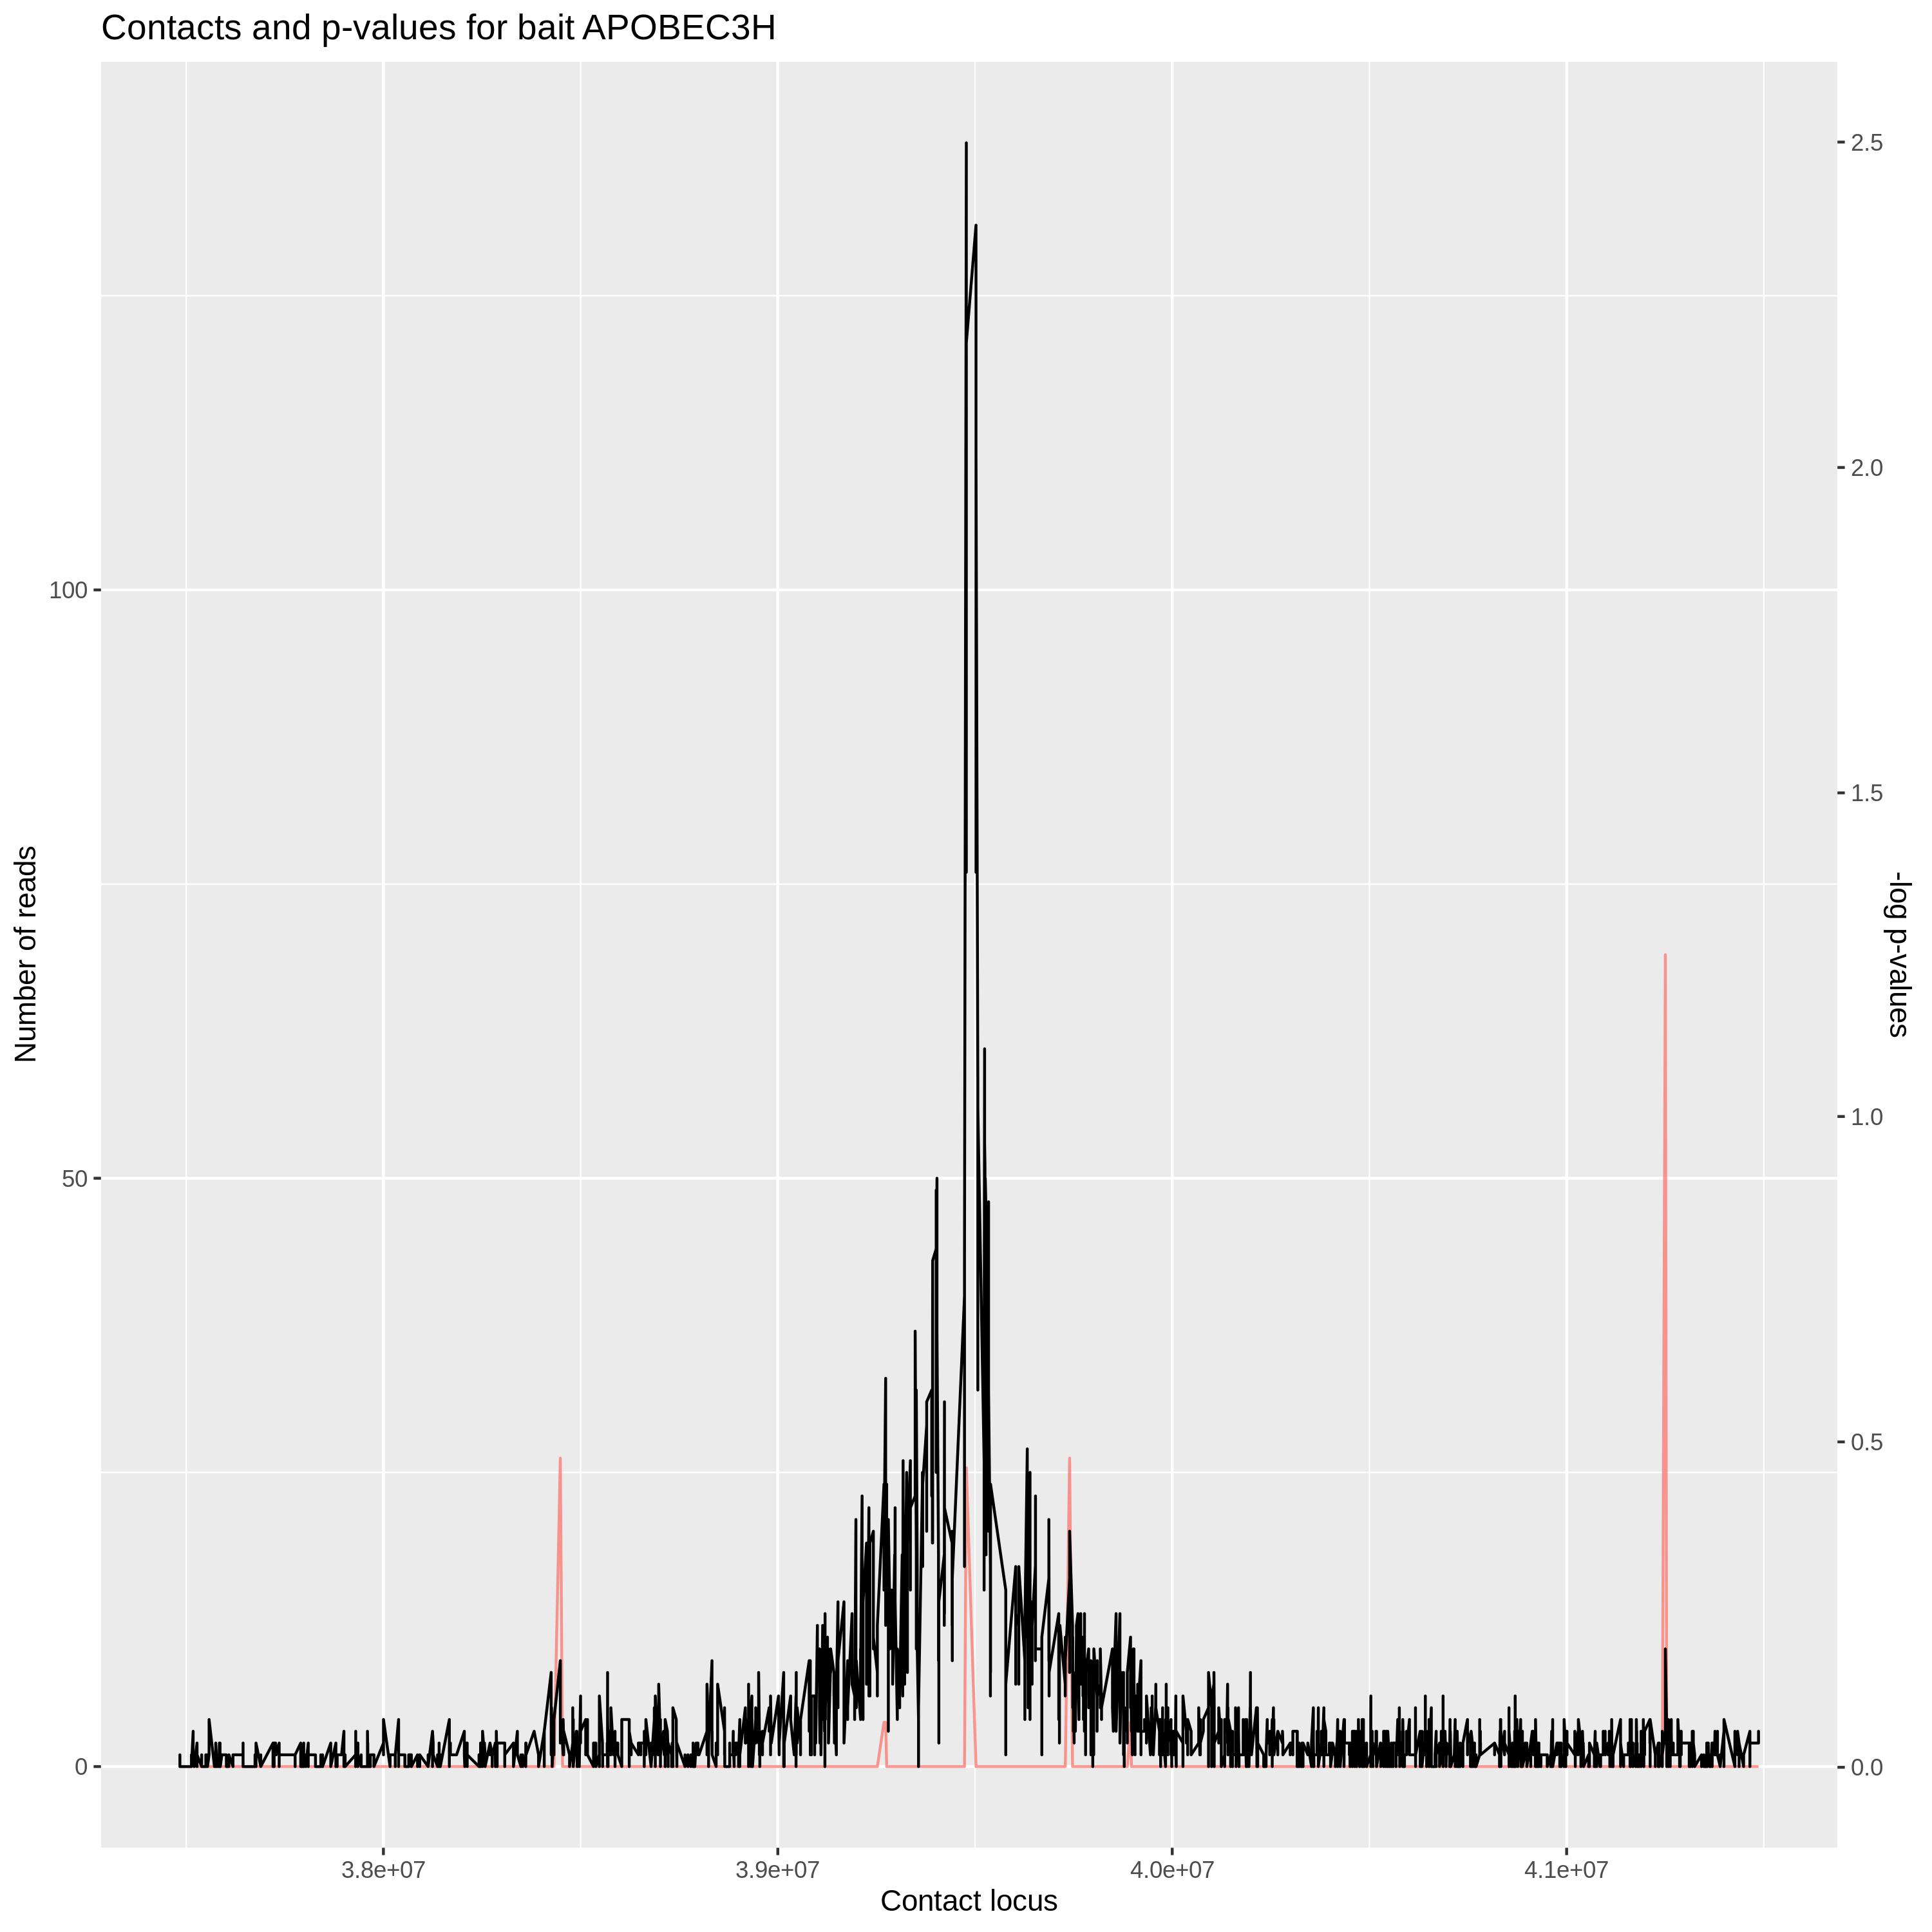 Contacts and p-values for bait APOBEC3H
Number of reads
100
50
0
2.5
2.0
1.5
1.0
0.5
0.0
-log p-values
3.8e+07
3.9e+07
4.0e+07
4.1e+07
Contact locus